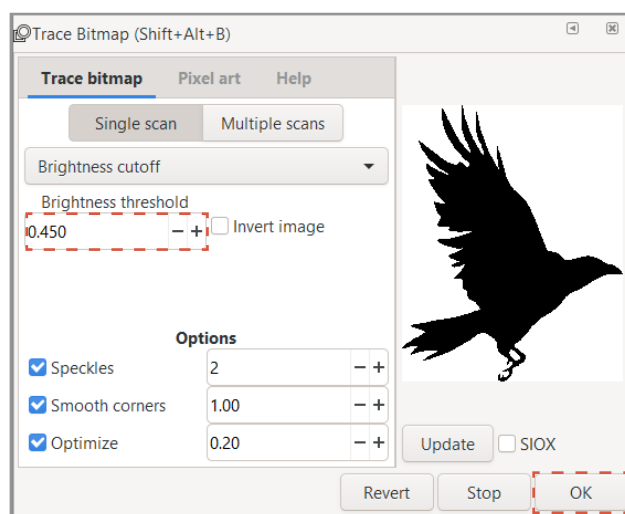 Trace Bitmap (Shift+Alt+B)
Trace bitmap Pixel art Help
Single scan Multiple scans
Brightness cutoff
Brightness threshold
0.450 − + Invert image
Options
Speckles 2 − +
Smooth corners 1.00 − +
Optimize 0.20 − +
Update SIOX
Revert Stop OK